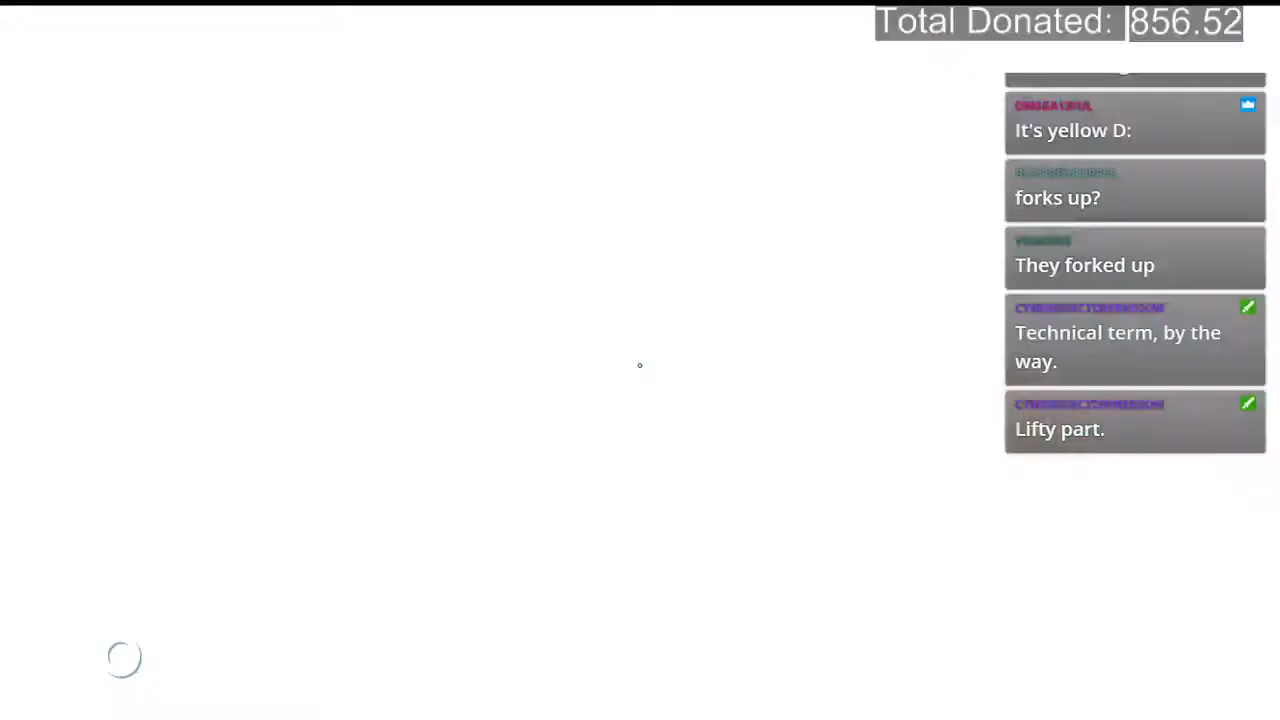 Total Donated: 856.52
It's yellow D:
forks up?
They forked up
Technical term, by the
way.
Lifty part.